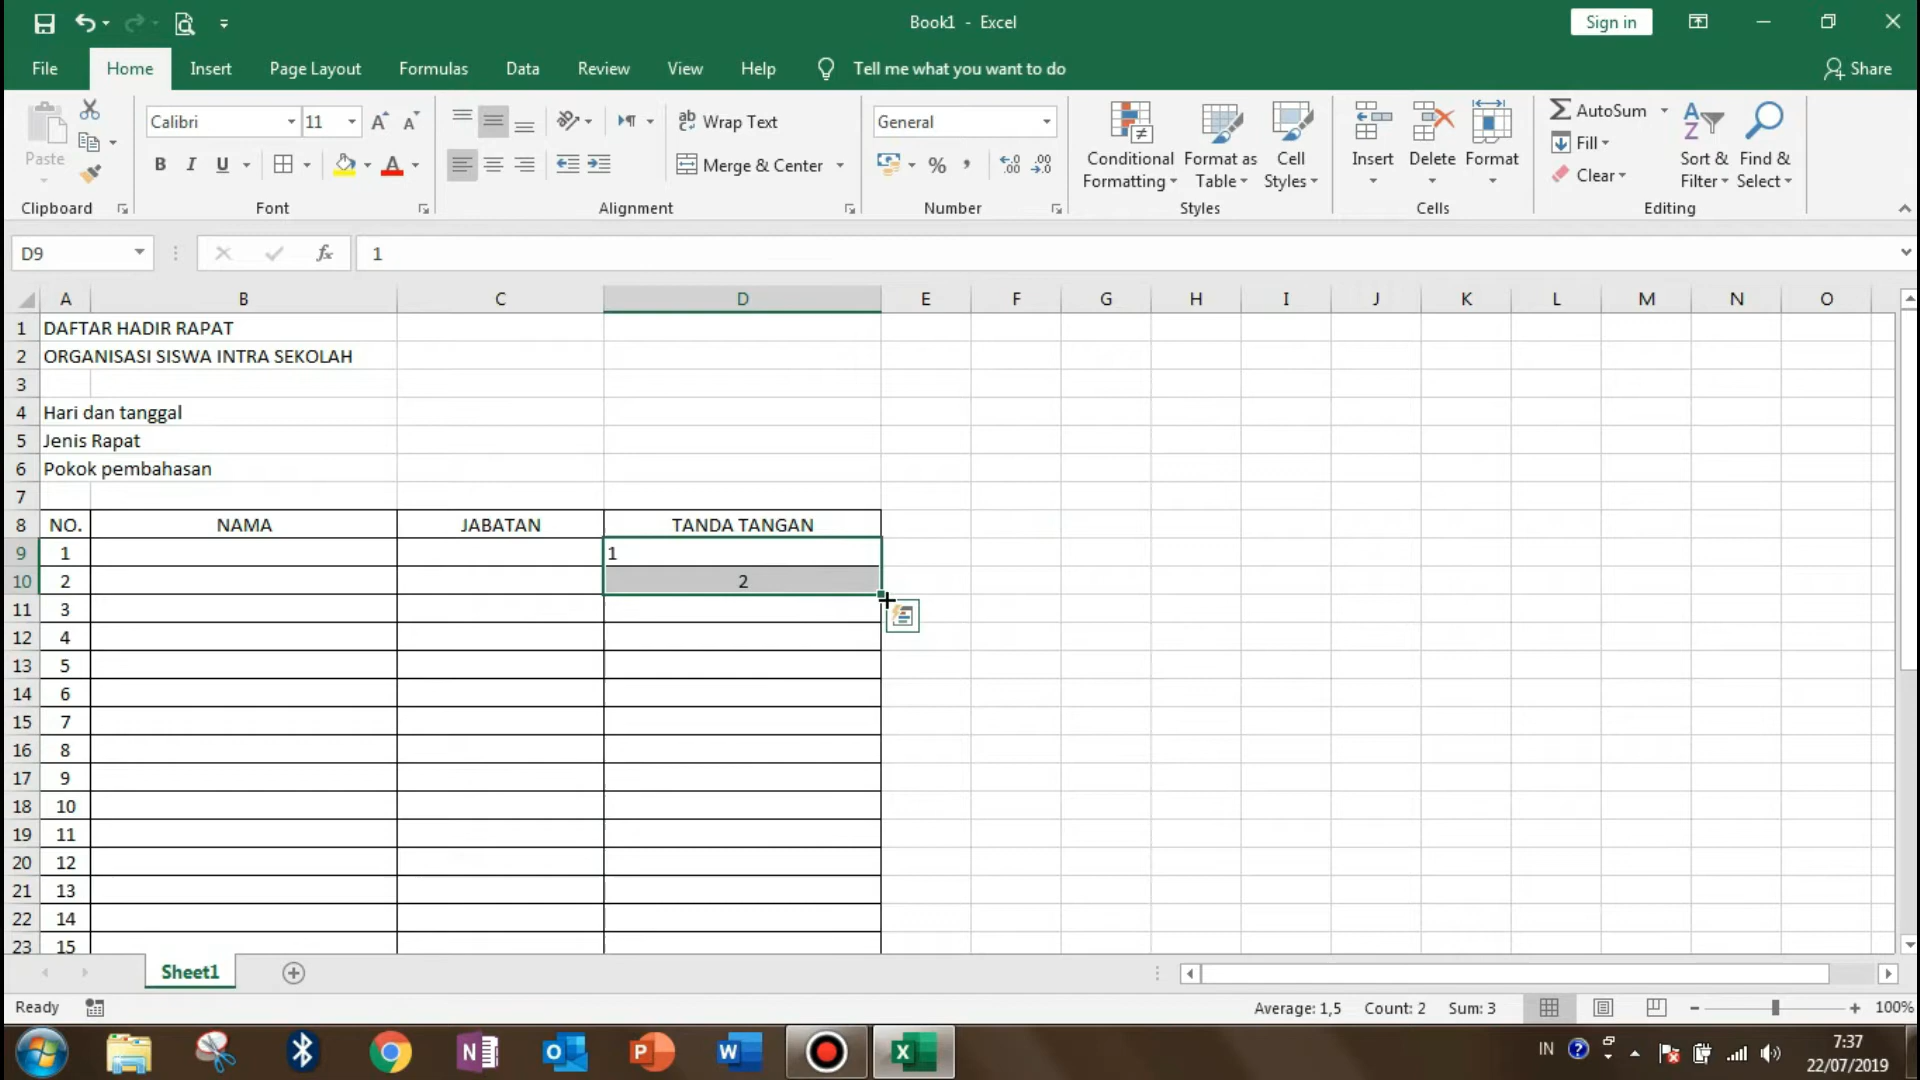 Book1 - Excel
Sign in
File Home Insert Page Layout Formulas Data Review View Help Tell me what you want to do Share
Paste
Clipboard
Calibri 11
B I U
Font
Wrap Text
Merge & Center
Alignment
General
%
Number
Conditional Formatting
Format as Table
Cell Styles
Styles
Insert Delete Format
Cells
AutoSum
Fill
Clear
Sort & Filter
Find & Select
Editing
D9 fx 1
A B C D E F G H I J K L M N O
1 DAFTAR HADIR RAPAT
2 ORGANISASI SISWA INTRA SEKOLAH
3
4 Hari dan tanggal
5 Jenis Rapat
6 Pokok pembahasan
7
8 NO. NAMA JABATAN TANDA TANGAN
9 1 1
10 2 2
11 3
12 4
13 5
14 6
15 7
16 8
17 9
18 10
19 11
20 12
21 13
22 14
23 15
Sheet1
Ready Average: 1,5 Count: 2 Sum: 3 100%
IN 7:37
22/07/2019